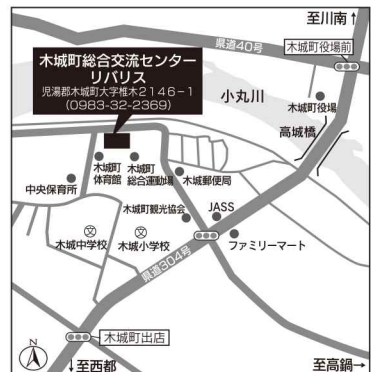 至川南↑
県道40号
木城町役場前
木城町総合交流センター
リバリス
児湯郡木城町大字椎木2146-1
(0983-32-2369)
小丸川
木城町役場
高城橋
木城町
体育館
木城町
総合運動場
木城郵便局
中央保育所
木城町観光協会
JASS
文
木城中学校
文
木城小学校
ファミリーマート
県道304号
木城町出店
N
↓至西都
至高鍋→